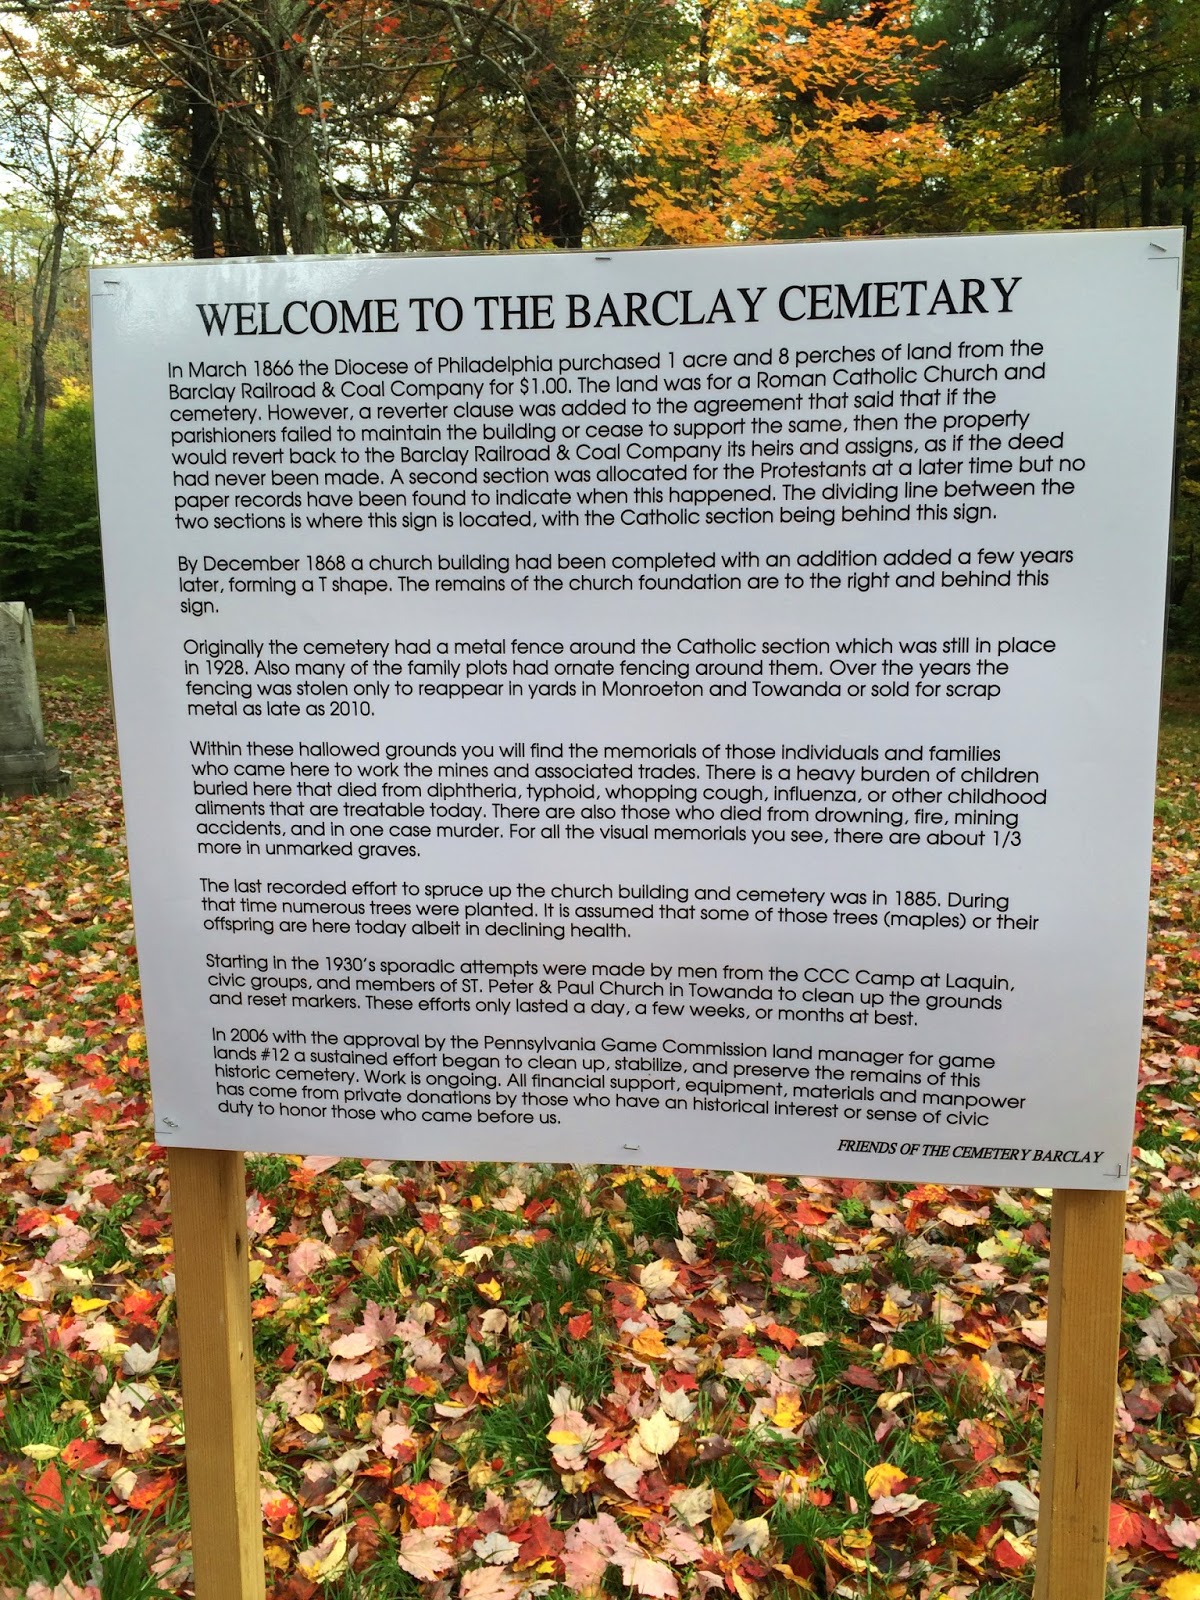 WELCOME TO THE BARCLAY CEMETARY
In March 1866 the Diocese of Philadelphia purchased 1 acre and 8 perches of land from the
Barclay Railroad & Coal Company for $1.00. The land was for a Roman Catholic Church and
cemetery. However, a reverter clause was added to the agreement that said that if the
parishioners failed to maintain the building or cease to support the same, then the property
would revert back to the Barclay Railroad & Coal Company its heirs and assigns, as if the deed
had never been made. A second section was allocated for the Protestants at a later time but no
paper records have been found to indicate when this happened. The dividing line between the
two sections is where this sign is located, with the Catholic section being behind this sign.
By December 1868 a church building had been completed with an addition added a few years
later, forming a T shape. The remains of the church foundation are to the right and behind this
sign.
Originally the cemetery had a metal fence around the Catholic section which was still in place
in 1928. Also many of the family plots had ornate fencing around them. Over the years the
fencing was stolen only to reappear in yards in Monroeton and Towanda or sold for scrap
metal as late as 2010.
Within these hallowed grounds you will find the memorials of those individuals and families
who came here to work the mines and associated trades. There is a heavy burden of children
buried here that died from diphtheria, typhoid, whopping cough, influenza, or other childhood
aliments that are treatable today. There are also those who died from drowning, fire, mining
accidents, and in one case murder. For all the visual memorials you see, there are about 1/3
more in unmarked graves.
The last recorded effort to spruce up the church building and cemetery was in 1885. During
that time numerous trees were planted. It is assumed that some of those trees (maples) or their
offspring are here today albeit in declining health.
Starting in the 1930's sporadic attempts were made by men from the CCC Camp at Laquin,
civic groups, and members of ST. Peter & Paul Church in Towanda to clean up the grounds
and reset markers. These efforts only lasted a day, a few weeks, or months at best.
In 2006 with the approval by the Pennsylvania Game Commission land manager for game
lands #12 a sustained effort began to clean up, stabilize, and preserve the remains of this
historic cemetery. Work is ongoing. All financial support, equipment, materials and manpower
has come from private donations by those who have an historical interest or sense of civic
duty to honor those who came before us.
FRIENDS OF THE CEMETERY BARCLAY